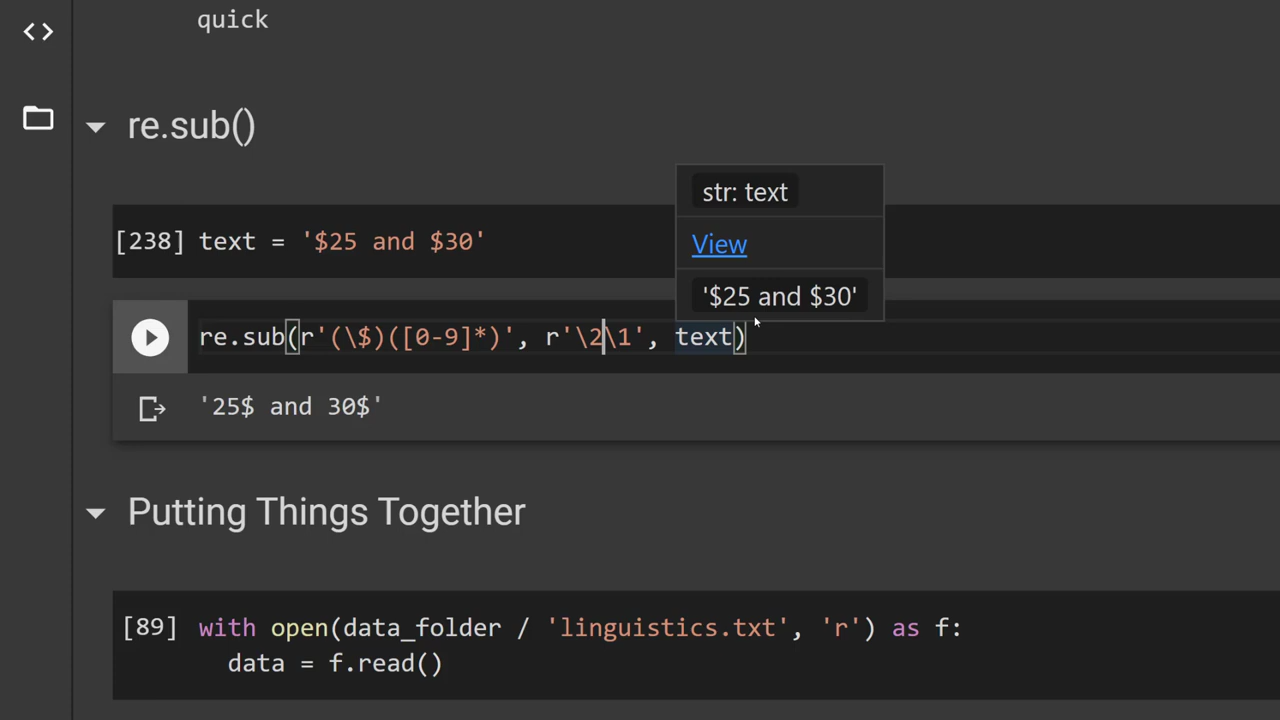 quick
re.sub()
str: text
View
'$25 and $30'
[238] text = '$25 and $30'
re.sub(r'(\$)([0-9]*)', r'\2\1', text)
'25$ and 30$'
Putting Things Together
[89] with open(data_folder / 'linguistics.txt', 'r') as f:
data = f.read()